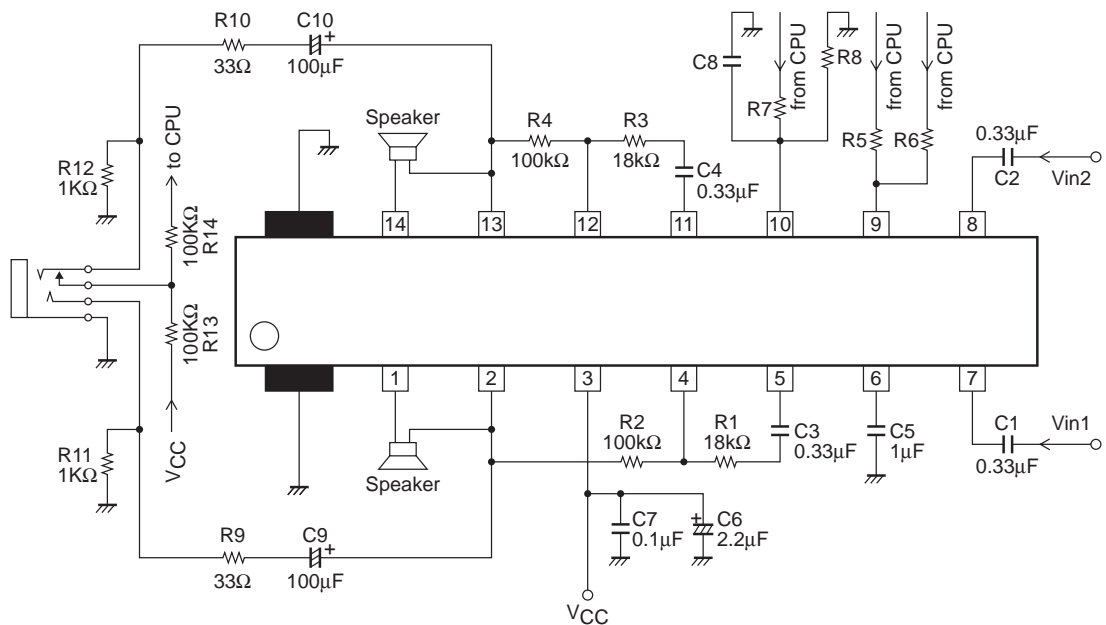 R10
33Ω
C10
+
100µF
R12
1KΩ
to CPU
100KΩ
R14
100KΩ
R13
VCC
R11
1KΩ
Speaker
R4
100kΩ
R3
18kΩ
C4
0.33µF
C8
R7
from CPU
R8
R5
from CPU
R6
from CPU
0.33µF
C2
Vin2
14
13
12
11
10
9
8
1
2
3
4
5
6
7
Speaker
R2
100kΩ
R1
18kΩ
C3
0.33µF
C5
1µF
C1
0.33µF
Vin1
C7
0.1µF
+
C6
2.2µF
R9
33Ω
C9
+
100µF
VCC